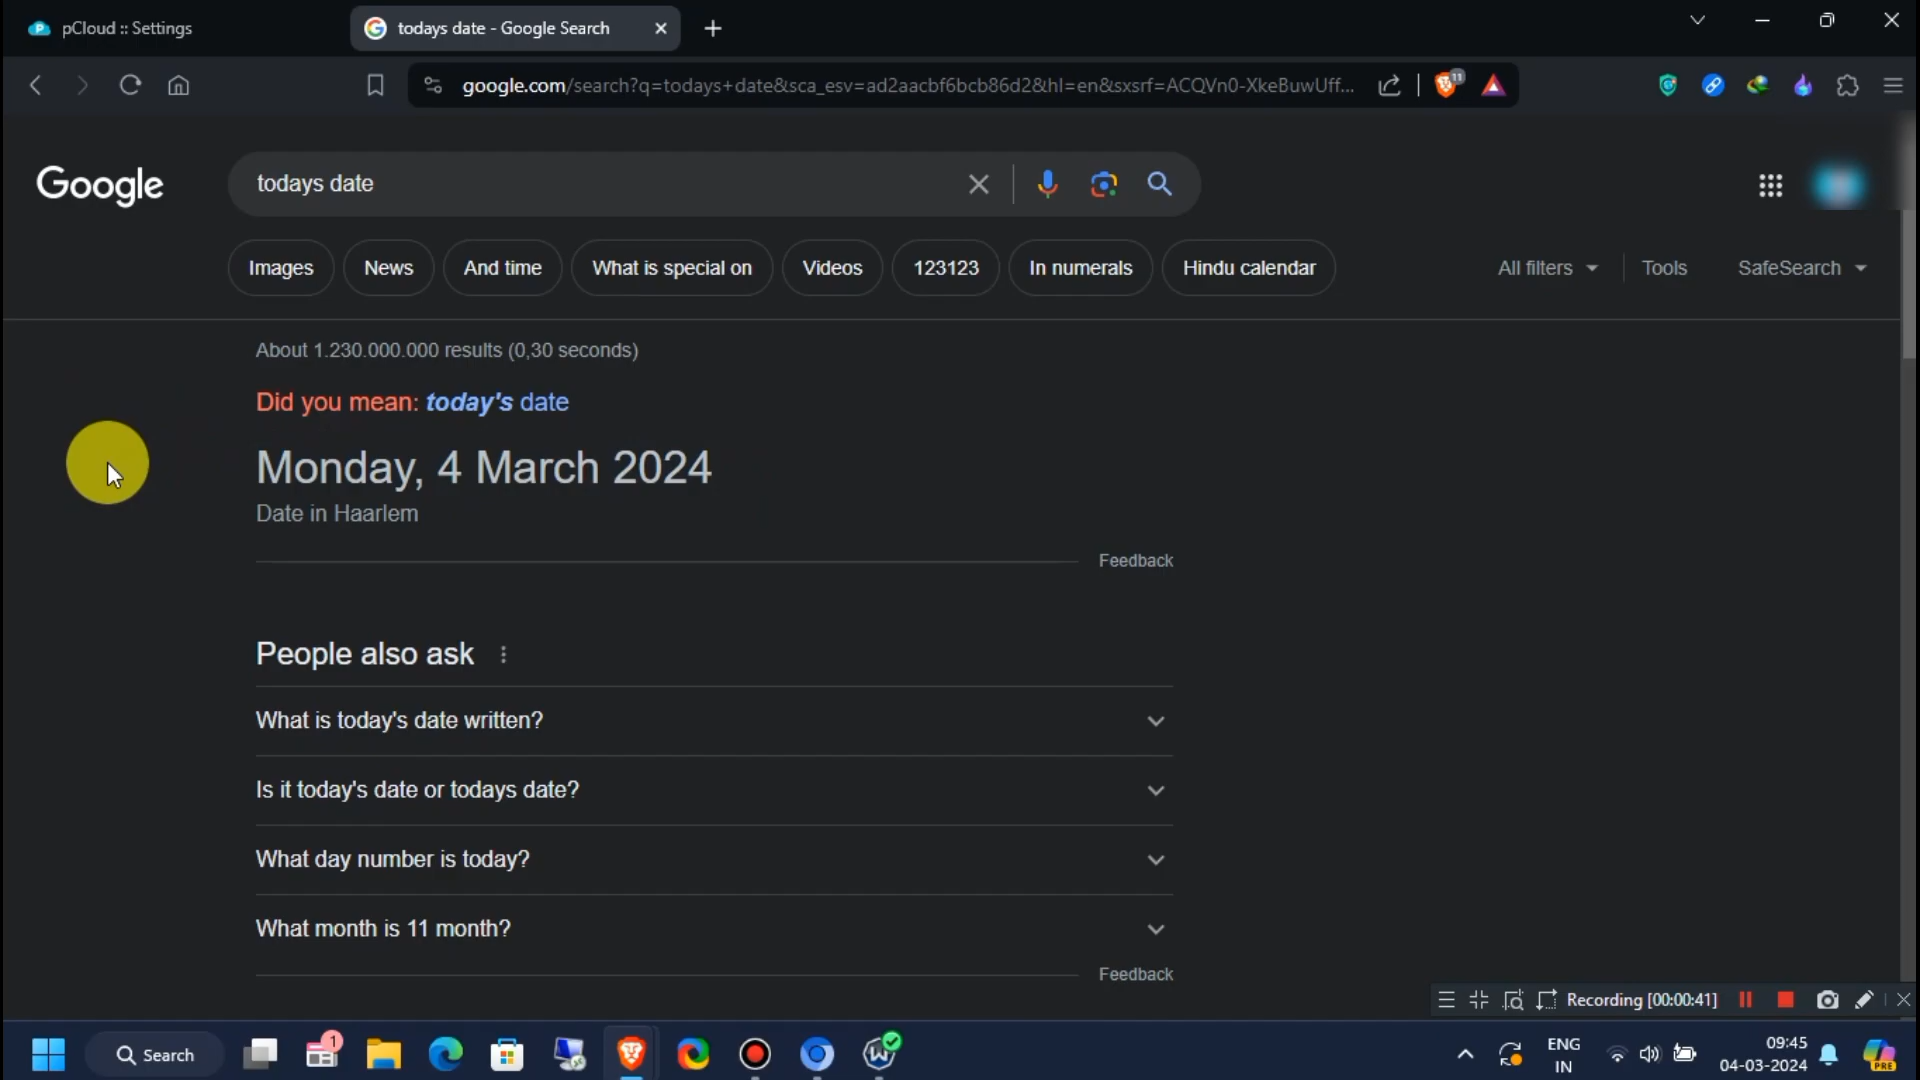 pCloud :: Settings
todays date - Google Search
google.com/search?q=todays+date&sca_esv=ad2aacbf6bcb86d2&hl=en&sxsrf=ACQVn0-XkeBuwUff...
11
Google
todays date
Images
News
And time
What is special on
Videos
123123
In numerals
Hindu calendar
All filters
Tools
SafeSearch
About 1.230.000.000 results (0,30 seconds)
Did you mean: today's date
Monday, 4 March 2024
Date in Haarlem
Feedback
People also ask
What is today's date written?
Is it today's date or todays date?
What day number is today?
What month is 11 month?
Feedback
Recording [00:00:41]
Search
1
ENG
IN
09:45
04-03-2024
PRE